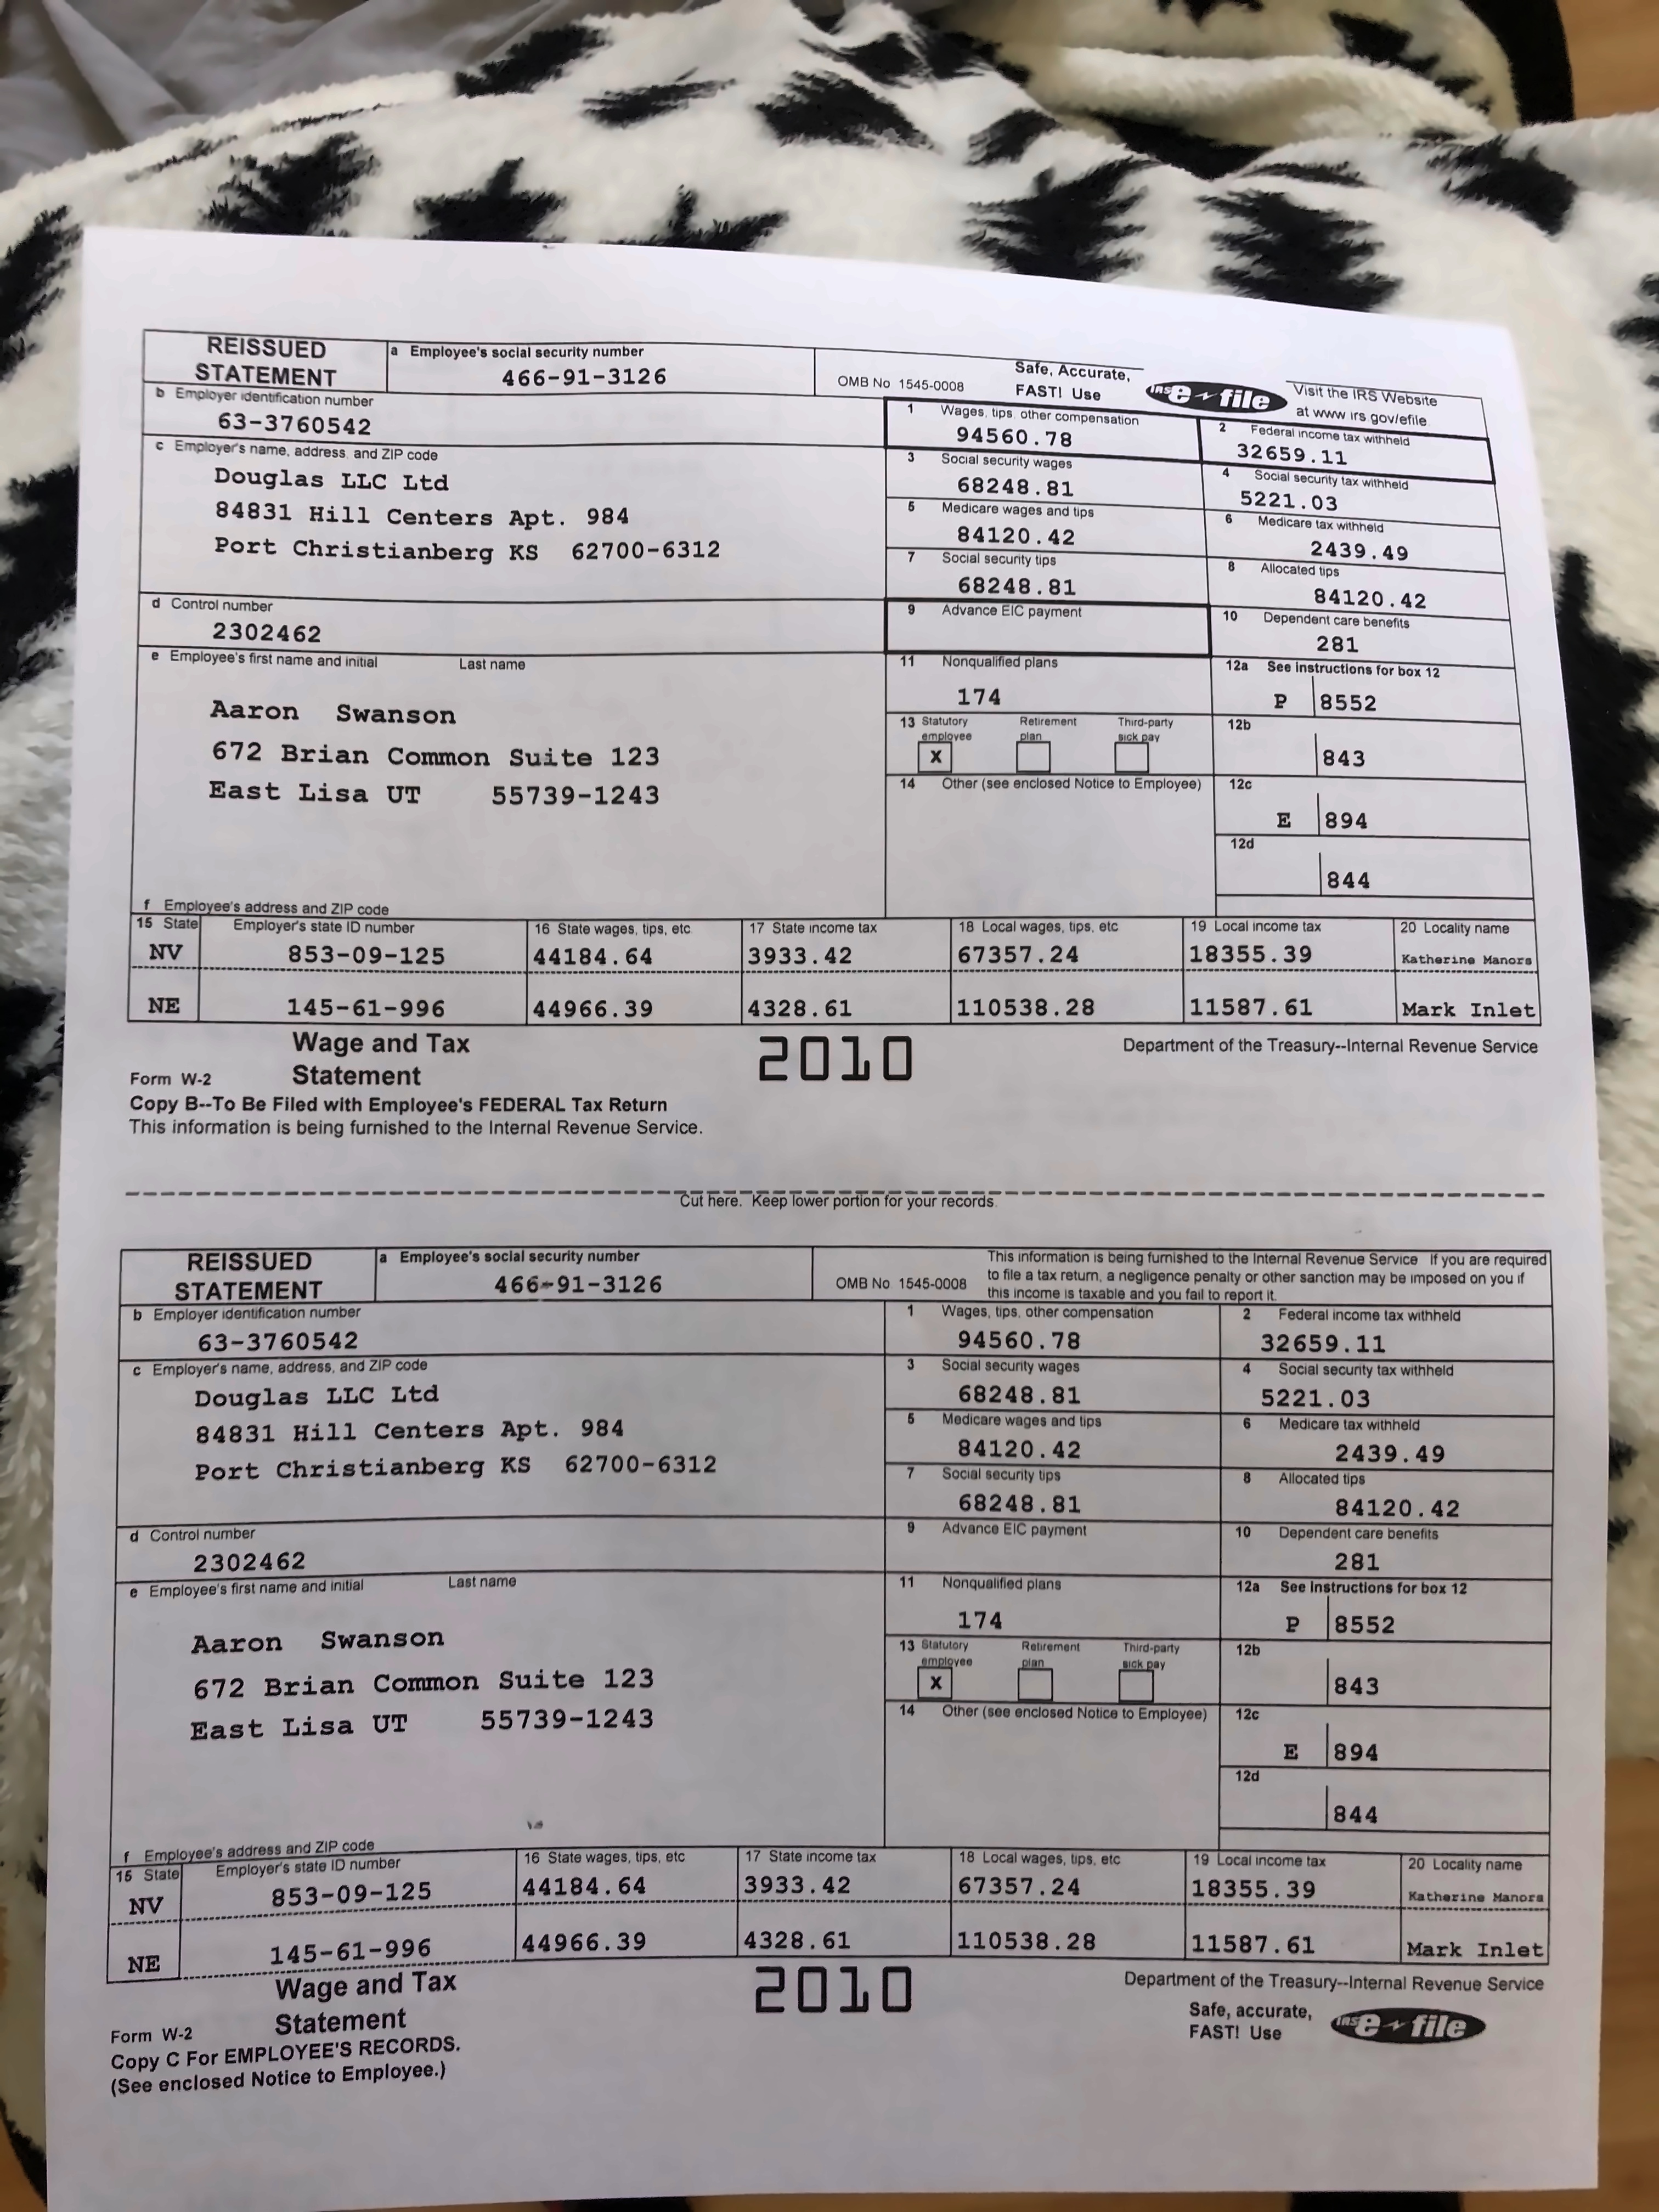 REISSUED
STATEMENT
a Employee's social security number
466-91-3126
OMB No 1545-0008
Safe, Accurate,
FAST! Use
IRS e-file
Visit the IRS Website
at www irs.gov/efile
b Employer identification number
63-3760542
1 Wages, tips, other compensation
94560.78
2 Federal income tax withheld
32659.11
c Employer's name, address, and ZIP code
Douglas LLC Ltd
84831 Hill Centers Apt. 984
Port Christianberg KS 62700-6312
3 Social security wages
68248.81
4 Social security tax withheld
5221.03
5 Medicare wages and tips
84120.42
6 Medicare tax withheld
2439.49
7 Social security tips
68248.81
8 Allocated tips
84120.42
d Control number
2302462
9 Advance EIC payment
10 Dependent care benefits
281
e Employee's first name and initial Last name
Aaron Swanson
672 Brian Common Suite 123
East Lisa UT 55739-1243
11 Nonqualified plans
174
12a See instructions for box 12
P 8552
13 Statutory employee Retirement plan Third-party sick pay
X
12b
843
14 Other (see enclosed Notice to Employee)
12c
E 894
12d
844
f Employee's address and ZIP code
15 State Employer's state ID number 16 State wages, tips, etc 17 State income tax 18 Local wages, tips, etc 19 Local income tax 20 Locality name
NV 853-09-125 44184.64 3933.42 67357.24 18355.39 Katherine Manors
NE 145-61-996 44966.39 4328.61 110538.28 11587.61 Mark Inlet
Form W-2 Wage and Tax
Statement
2010
Department of the Treasury--Internal Revenue Service
Copy B--To Be Filed with Employee's FEDERAL Tax Return
This information is being furnished to the Internal Revenue Service.
Cut here. Keep lower portion for your records.
REISSUED
STATEMENT
a Employee's social security number
466-91-3126
OMB No 1545-0008
This information is being furnished to the Internal Revenue Service If you are required
to file a tax return, a negligence penalty or other sanction may be imposed on you if
this income is taxable and you fail to report it.
b Employer identification number
63-3760542
1 Wages, tips, other compensation
94560.78
2 Federal income tax withheld
32659.11
c Employer's name, address, and ZIP code
Douglas LLC Ltd
84831 Hill Centers Apt. 984
Port Christianberg KS 62700-6312
3 Social security wages
68248.81
4 Social security tax withheld
5221.03
5 Medicare wages and tips
84120.42
6 Medicare tax withheld
2439.49
7 Social security tips
68248.81
8 Allocated tips
84120.42
d Control number
2302462
9 Advance EIC payment
10 Dependent care benefits
281
e Employee's first name and initial Last name
Aaron Swanson
672 Brian Common Suite 123
East Lisa UT 55739-1243
11 Nonqualified plans
174
12a See Instructions for box 12
P 8552
13 Statutory employee Retirement plan Third-party sick pay
X
12b
843
14 Other (see enclosed Notice to Employee)
12c
E 894
12d
844
f Employee's address and ZIP code
15 State Employer's state ID number 16 State wages, tips, etc 17 State income tax 18 Local wages, tips, etc 19 Local income tax 20 Locality name
NV 853-09-125 44184.64 3933.42 67357.24 18355.39 Katherine Manors
NE 145-61-996 44966.39 4328.61 110538.28 11587.61 Mark Inlet
Form W-2 Wage and Tax
Statement
2010
Department of the Treasury--Internal Revenue Service
Safe, accurate,
FAST! Use
IRS e-file
Copy C For EMPLOYEE'S RECORDS.
(See enclosed Notice to Employee.)